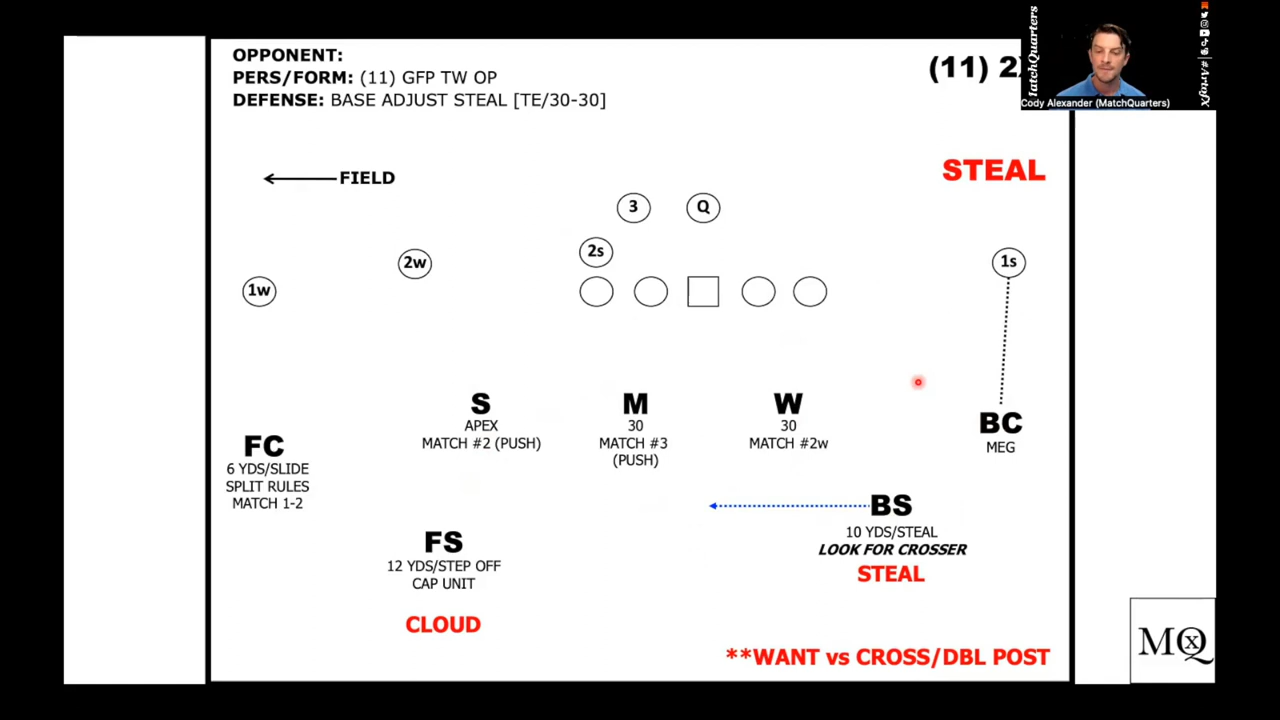 OPPONENT:
PERS/FORM: (11) GFP TW OP
DEFENSE: BASE ADJUST STEAL [TE/30-30]
(11) 2
Cody Alexander (MatchQuarters)
FIELD
STEAL
3
Q
2w
2s
1s
1w
S
APEX
MATCH #2 (PUSH)
M
30
MATCH #3
(PUSH)
W
30
MATCH #2w
BC
MEG
FC
6 YDS/SLIDE
SPLIT RULES
MATCH 1-2
BS
10 YDS/STEAL
LOOK FOR CROSSER
STEAL
FS
12 YDS/STEP OFF
CAP UNIT
CLOUD
**WANT vs CROSS/DBL POST
MQ
x